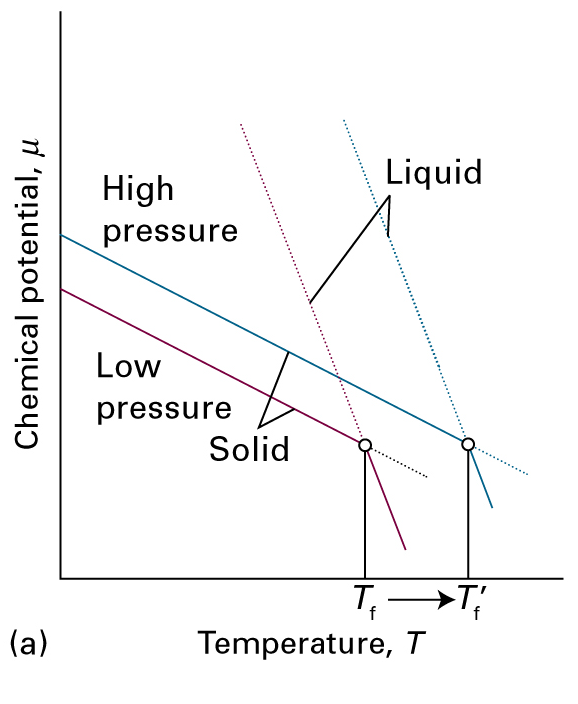 Chemical potential, μ
High
pressure
Liquid
Low
pressure
Solid
T_f → T_f′
(a)
Temperature, T